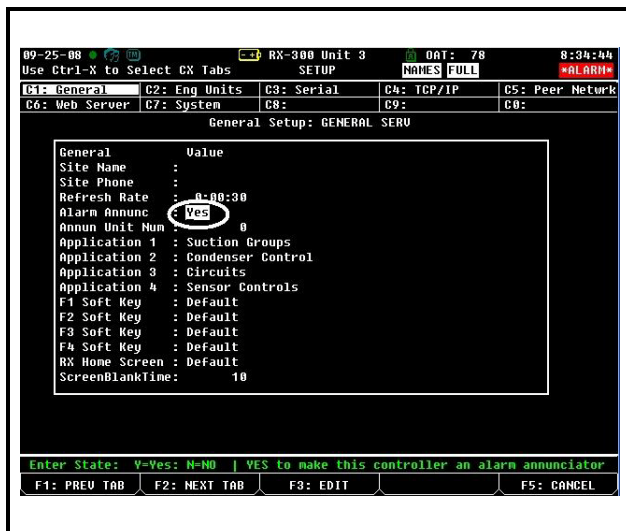 09-25-08 RX-300 Unit 3 OAT: 78 8:34:44
Use Ctrl-X to Select CX Tabs SETUP NAMES FULL *ALARM*
C1: General C2: Eng Units C3: Serial C4: TCP/IP C5: Peer Netwrk
C6: Web Server C7: System C8: C9: C0:
General Setup: GENERAL SERV
General Value
Site Name :
Site Phone :
Refresh Rate : 0:00:30
Alarm Annunc : Yes
Annun Unit Num : 0
Application 1 : Suction Groups
Application 2 : Condenser Control
Application 3 : Circuits
Application 4 : Sensor Controls
F1 Soft Key : Default
F2 Soft Key : Default
F3 Soft Key : Default
F4 Soft Key : Default
RX Home Screen : Default
ScreenBlankTime: 10
Enter State: Y=Yes: N=NO | YES to make this controller an alarm annunciator
F1: PREV TAB F2: NEXT TAB F3: EDIT F5: CANCEL